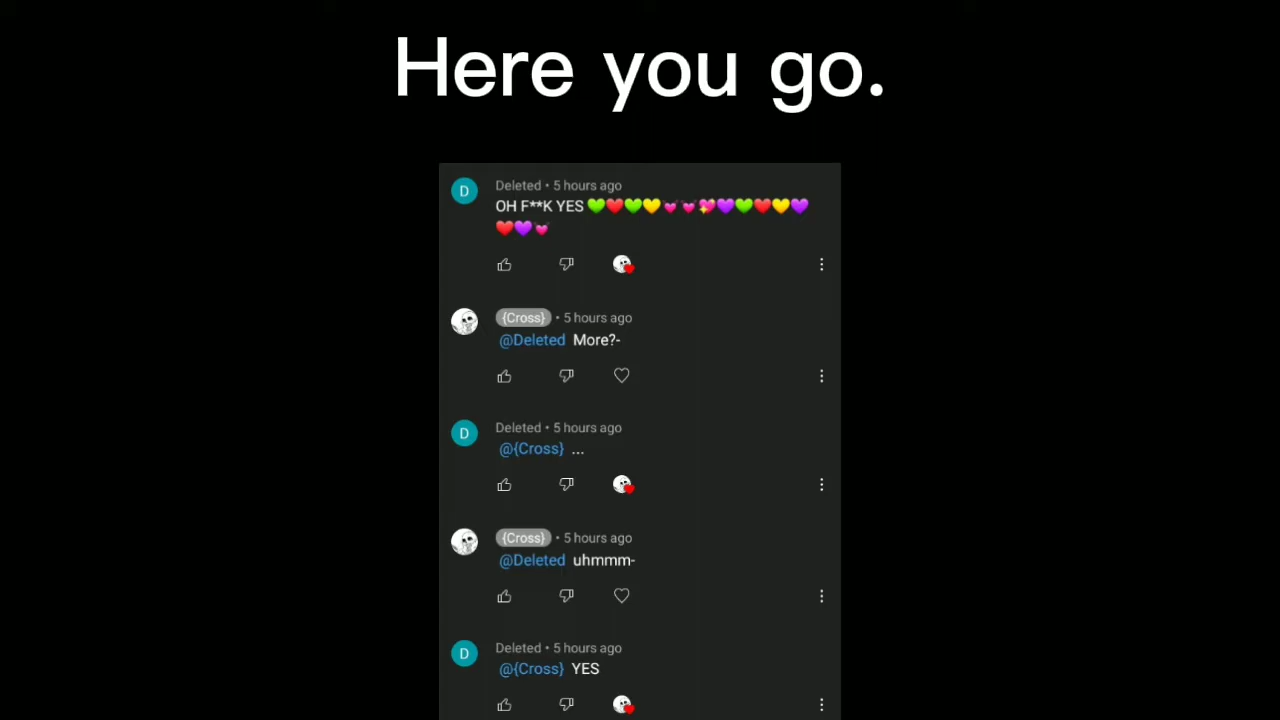 Here you go.
D
Deleted • 5 hours ago
OH F**K YES 💚❤️💚💛💓💓💖💜💚❤️💛💜
❤️💜💓
{Cross} • 5 hours ago
@Deleted More?-
D
Deleted • 5 hours ago
@{Cross} ...
{Cross} • 5 hours ago
@Deleted uhmmm-
D
Deleted • 5 hours ago
@{Cross} YES